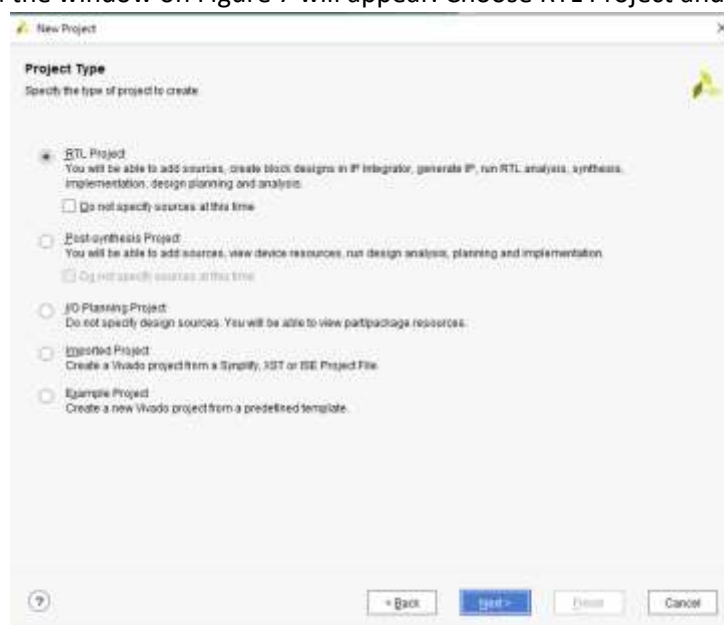 the window on Figure 7 will appear. Choose RTL Project and
New Project
Project Type
Specify the type of project to create.
RTL Project
You will be able to add sources, create block designs in IP Integrator, generate IP, run RTL analysis, synthesis,
implementation, design planning and analysis.
Do not specify sources at this time
Post-synthesis Project
You will be able to add sources, view device resources, run design analysis, planning and implementation.
Do not specify sources at this time
I/O Planning Project
Do not specify design sources. You will be able to view part/package resources.
Imported Project
Create a Vivado project from a Synplify, XST or ISE Project File.
Example Project
Create a new Vivado project from a predefined template.
?
< Back
Next >
Finish
Cancel